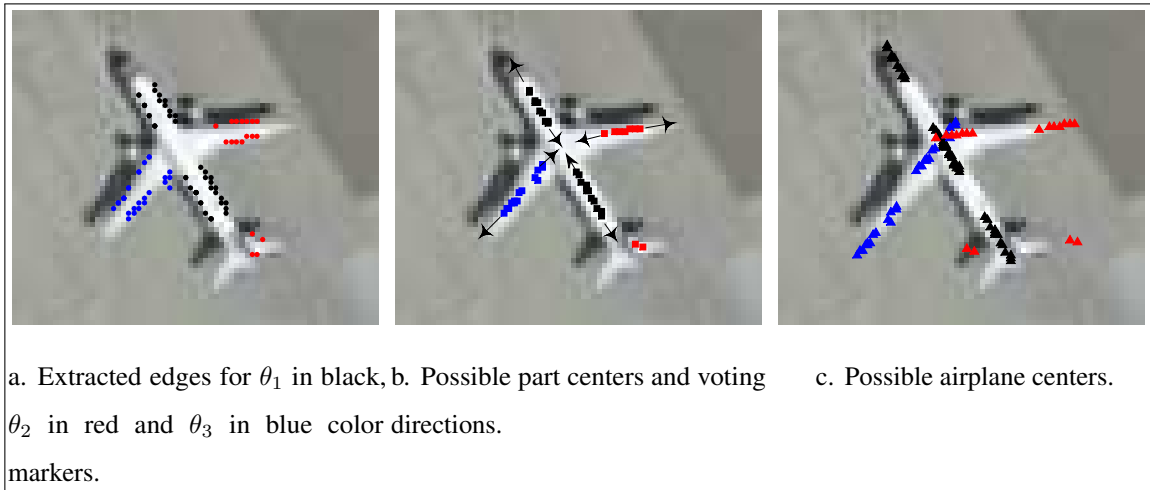 a. Extracted edges for θ₁ in black,
θ₂ in red and θ₃ in blue color
markers.
b. Possible part centers and voting
directions.
c. Possible airplane centers.